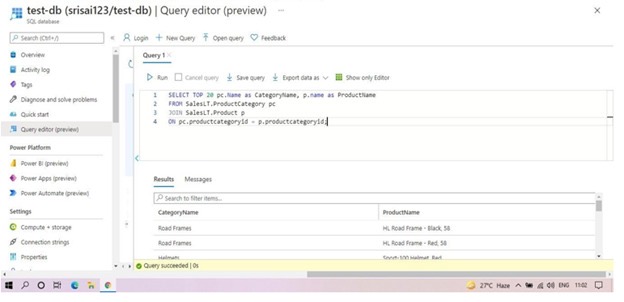 test-db (srisai123/test-db) | Query editor (preview) ...
SQL database
Search (Ctrl+/)
«
Login + New Query Open query Feedback
Overview
Activity log
Tags
Diagnose and solve problems
Quick start
Query editor (preview)
Power Platform
Power BI (preview)
Power Apps (preview)
Power Automate (preview)
Settings
Compute + storage
Connection strings
Properties
Query 1 ×
Run Cancel query Save query Export data as Show only Editor
1 SELECT TOP 20 pc.Name as CategoryName, p.name as ProductName
2 FROM SalesLT.ProductCategory pc
3 JOIN SalesLT.Product p
4 ON pc.productcategoryid = p.productcategoryid;
Results Messages
Search to filter items...
CategoryName ProductName
Road Frames HL Road Frame - Black, 58
Road Frames HL Road Frame - Red, 58
Helmets Sport-100 Helmet, Red
Query succeeded | 0s
27°C Haze ENG 11:02